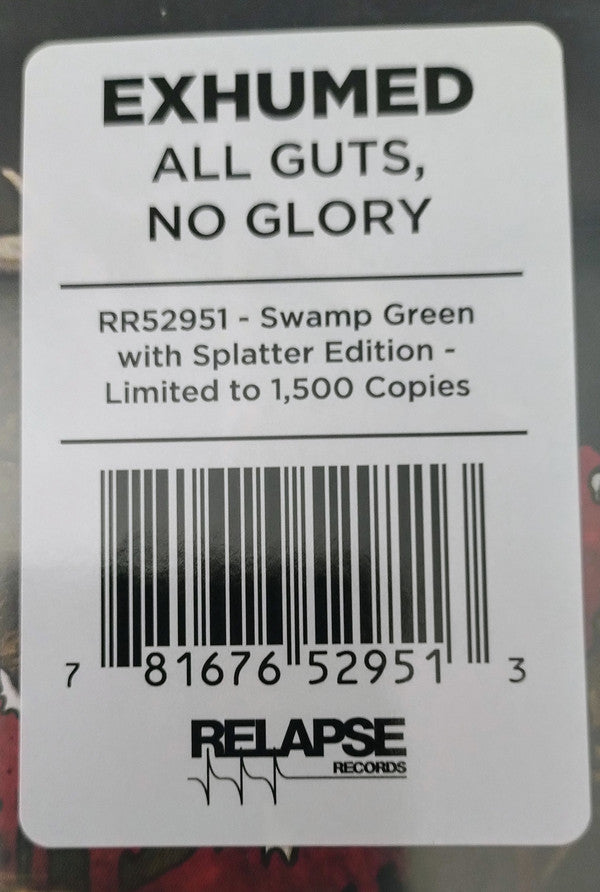 EXHUMED
ALL GUTS,
NO GLORY
RR52951 - Swamp Green
with Splatter Edition -
Limited to 1,500 Copies
7 81676 52951 3
RELAPSE
RECORDS